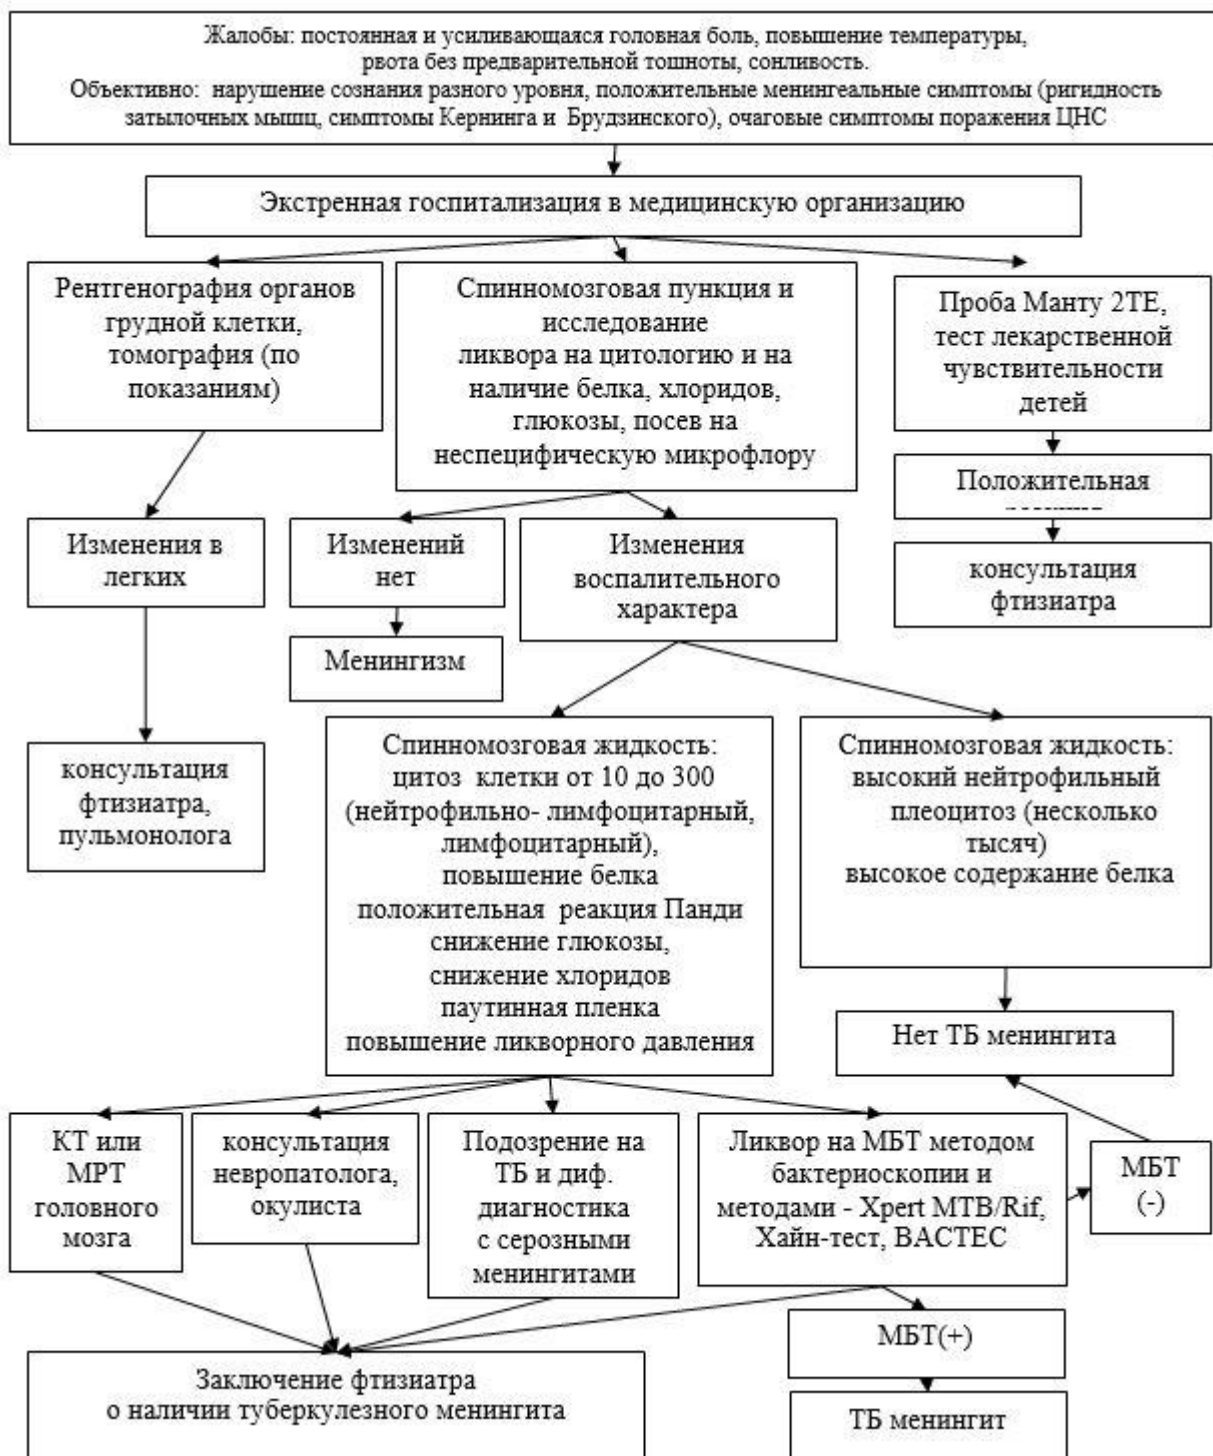 Жалобы: постоянная и усиливающаяся головная боль, повышение температуры,
рвота без предварительной тошноты, сонливость.
Объективно: нарушение сознания разного уровня, положительные менингеальные симптомы (ригидность
затылочных мышц, симптомы Кернинга и Брудзинского), очаговые симптомы поражения ЦНС
Экстренная госпитализация в медицинскую организацию
Рентгенография органов
грудной клетки,
томография (по
показаниям)
Спинномозговая пункция и
исследование
ликвора на цитологию и на
наличие белка, хлоридов,
глюкозы, посев на
неспецифическую микрофлору
Проба Манту 2ТЕ,
тест лекарственной
чувствительности
детей
Положительная
Изменения в
легких
Изменений
нет
Изменения
воспалительного
характера
консультация
фтизиатра
Менингизм
консультация
фтизиатра,
пульмонолога
Спинномозговая жидкость:
цитоз клетки от 10 до 300
(нейтрофильно- лимфоцитарный,
лимфоцитарный),
повышение белка
положительная реакция Панди
снижение глюкозы,
снижение хлоридов
паутинная пленка
повышение ликворного давления
Спинномозговая жидкость:
высокий нейтрофильный
плеоцитоз (несколько
тысяч)
высокое содержание белка
Нет ТБ менингита
КТ или
МРТ
головного
мозга
консультация
невропатолога,
окулиста
Подозрение на
ТБ и диф.
диагностика
с серозными
менингитами
Ликвор на МБТ методом
бактериоскопии и
методами - Xpert MTB/Rif,
Хайн-тест, BACTEC
МБТ
(-)
МБТ(+)
Заключение фтизиатра
о наличии туберкулезного менингита
ТБ менингит